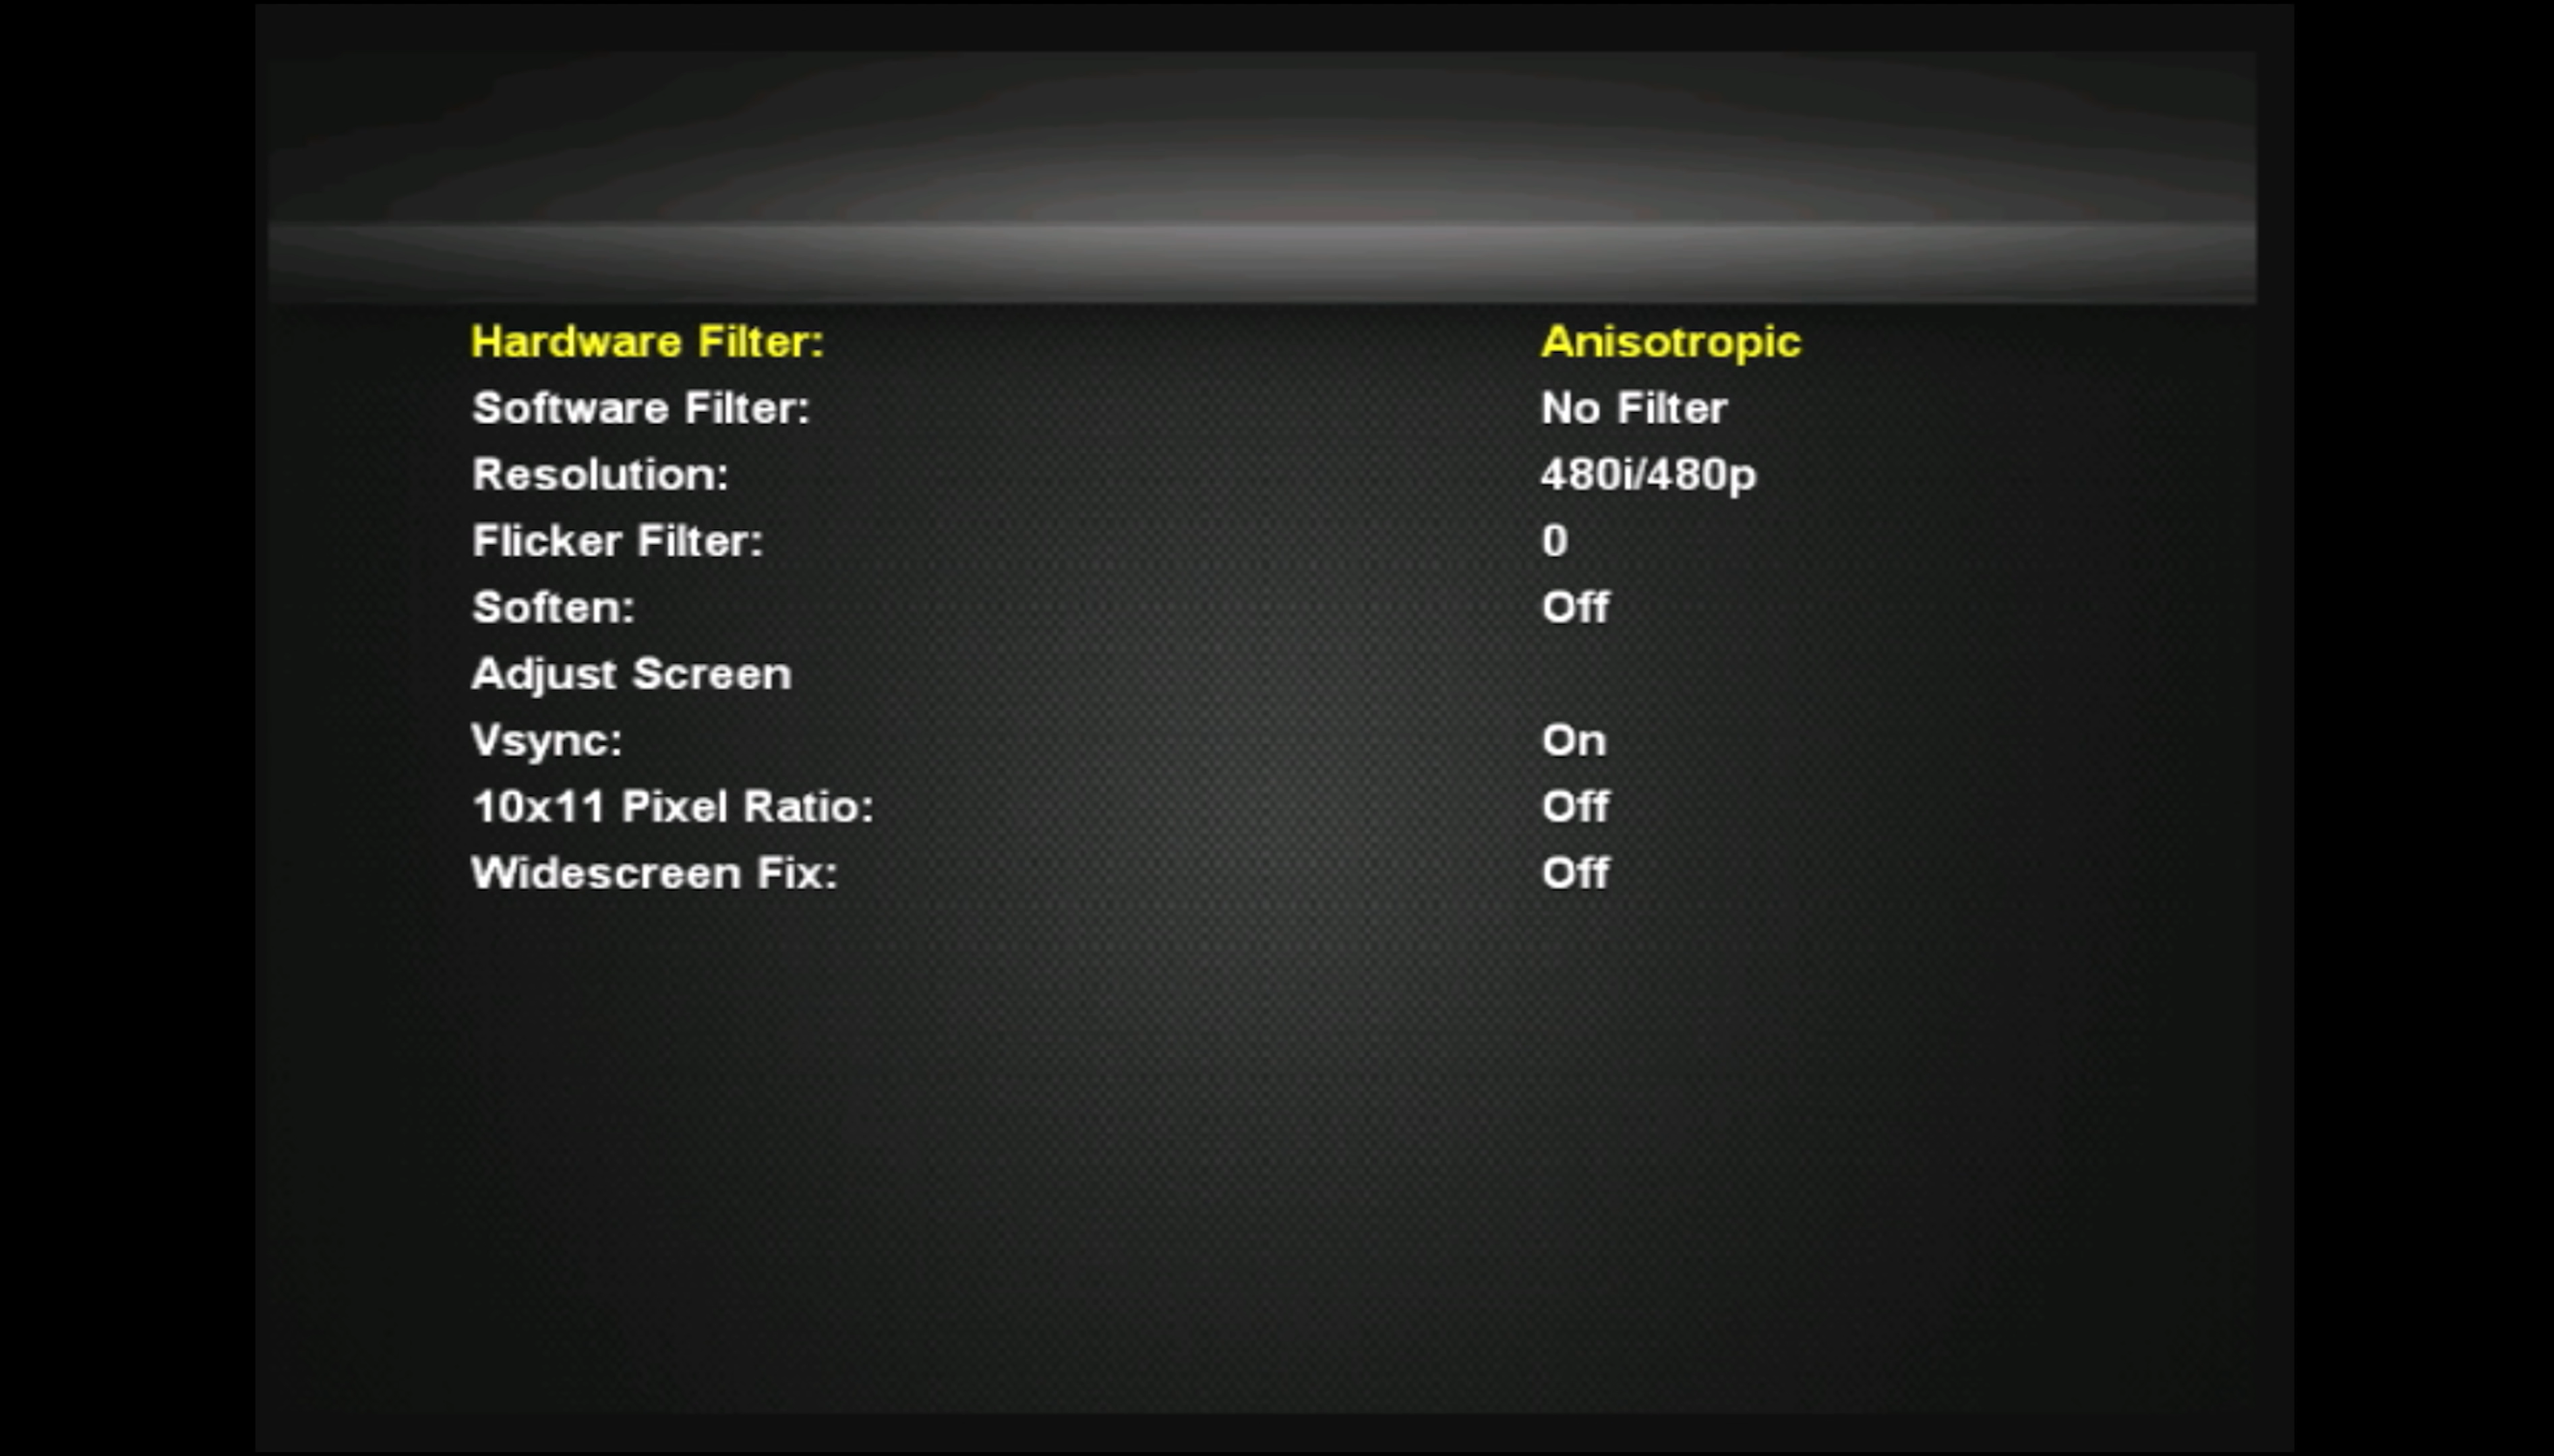 Hardware Filter: Anisotropic
Software Filter: No Filter
Resolution: 480i/480p
Flicker Filter: 0
Soften: Off
Adjust Screen
Vsync: On
10x11 Pixel Ratio: Off
Widescreen Fix: Off